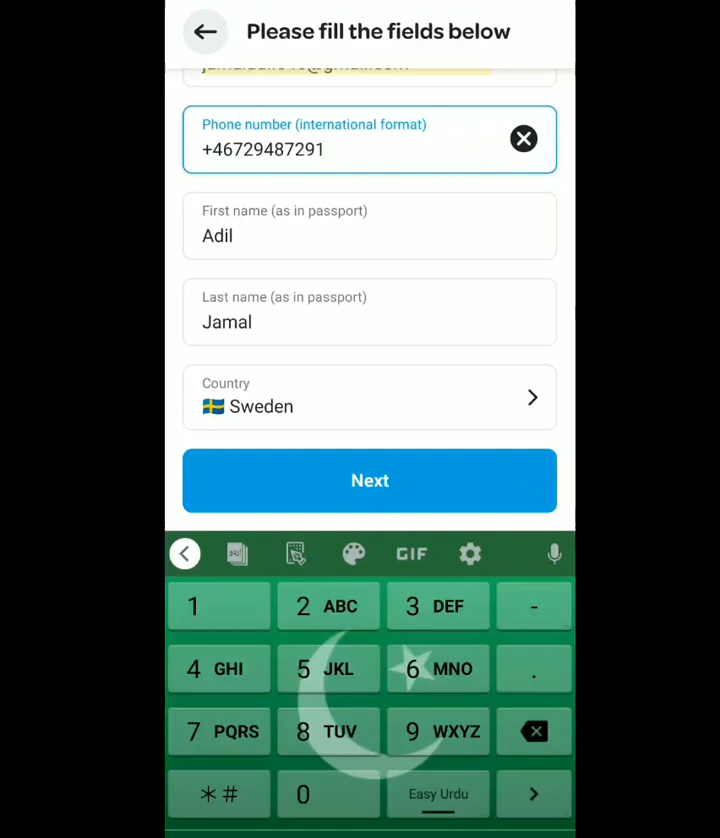 Please fill the fields below
Phone number (international format)
+46729487291
First name (as in passport)
Adil
Last name (as in passport)
Jamal
Country
Sweden
Next
GIF
1
2 ABC
3 DEF
-
4 GHI
5 JKL
6 MNO
.
7 PQRS
8 TUV
9 WXYZ
*#
0
Easy Urdu